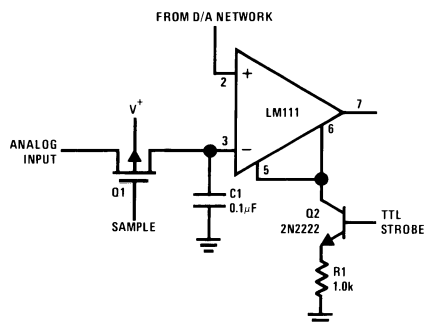 FROM D/A NETWORK
+
2
LM111
7
6
V+
ANALOG
INPUT
3
−
5
Q1
C1
0.1μF
Q2
2N2222
TTL
STROBE
SAMPLE
R1
1.0k